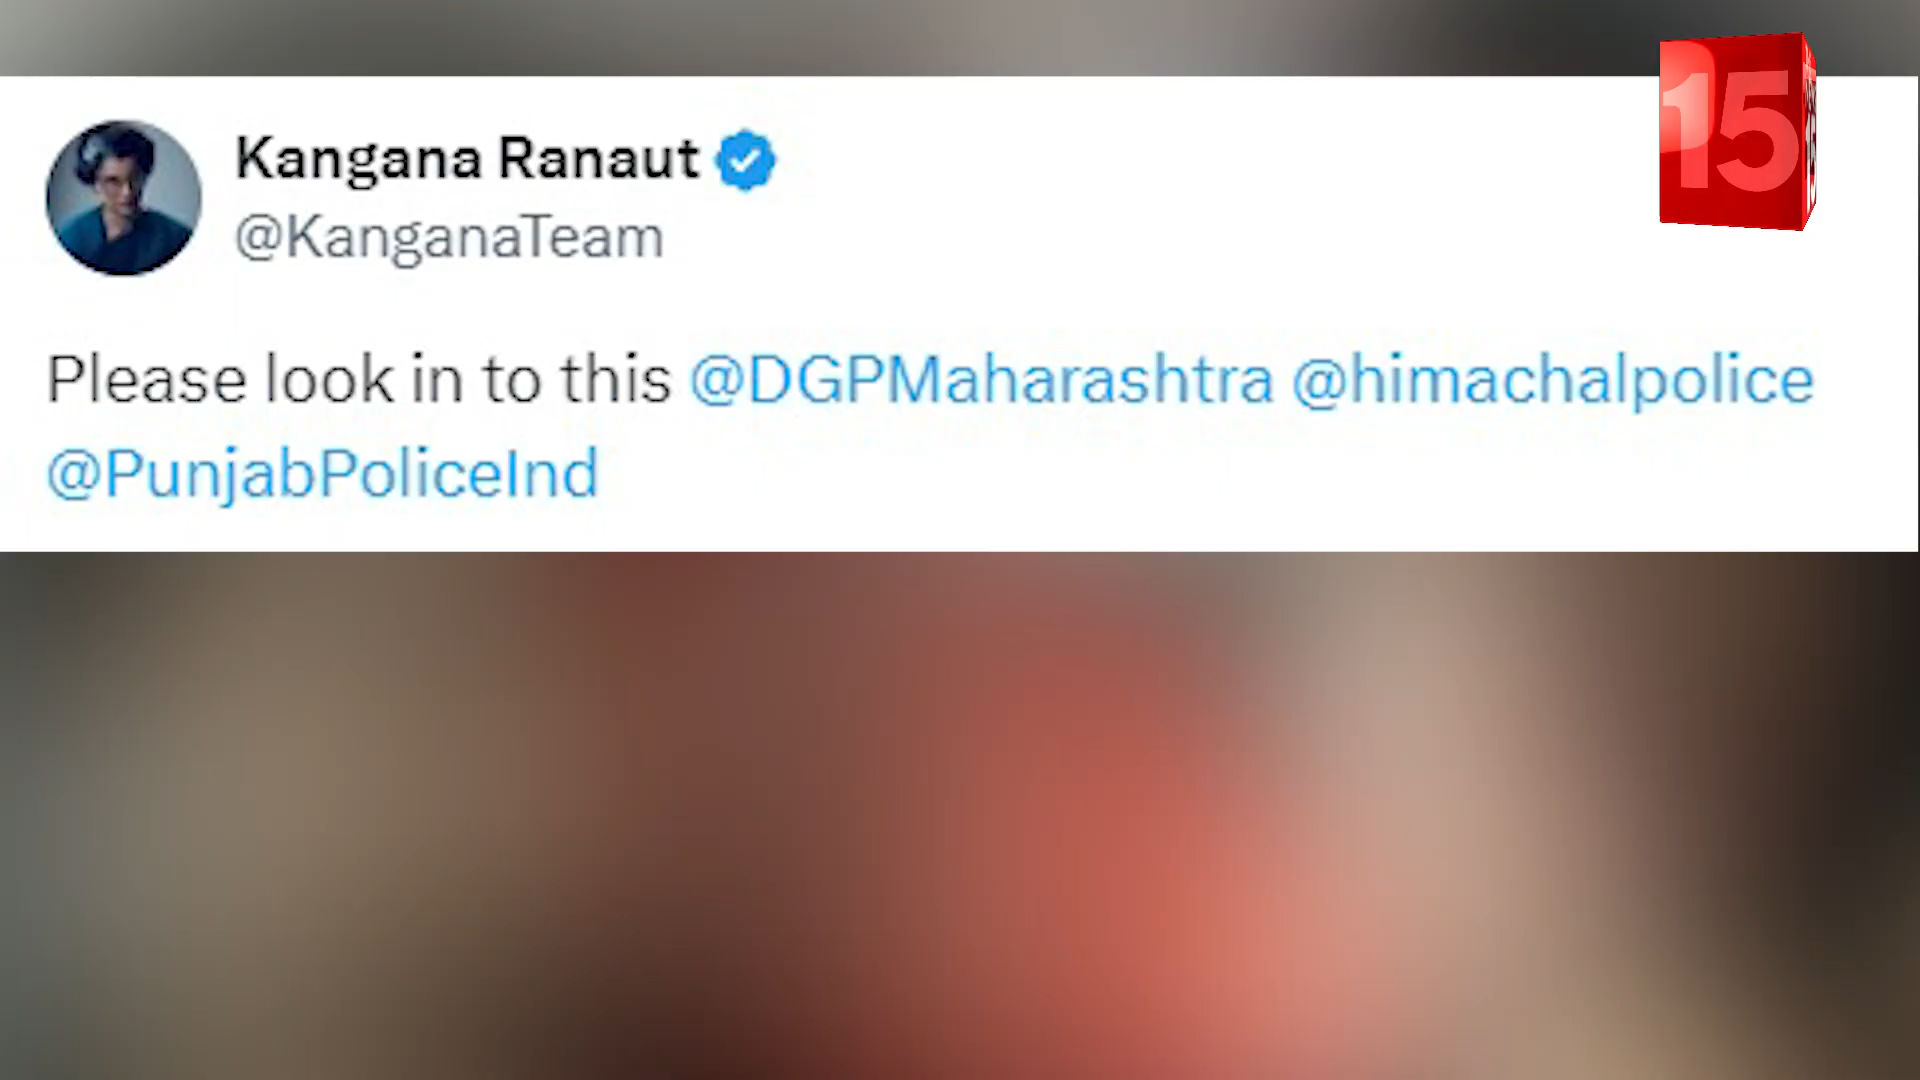 Kangana Ranaut
@KanganaTeam
15
Please look in to this @DGPMaharashtra @himachalpolice
@PunjabPoliceInd